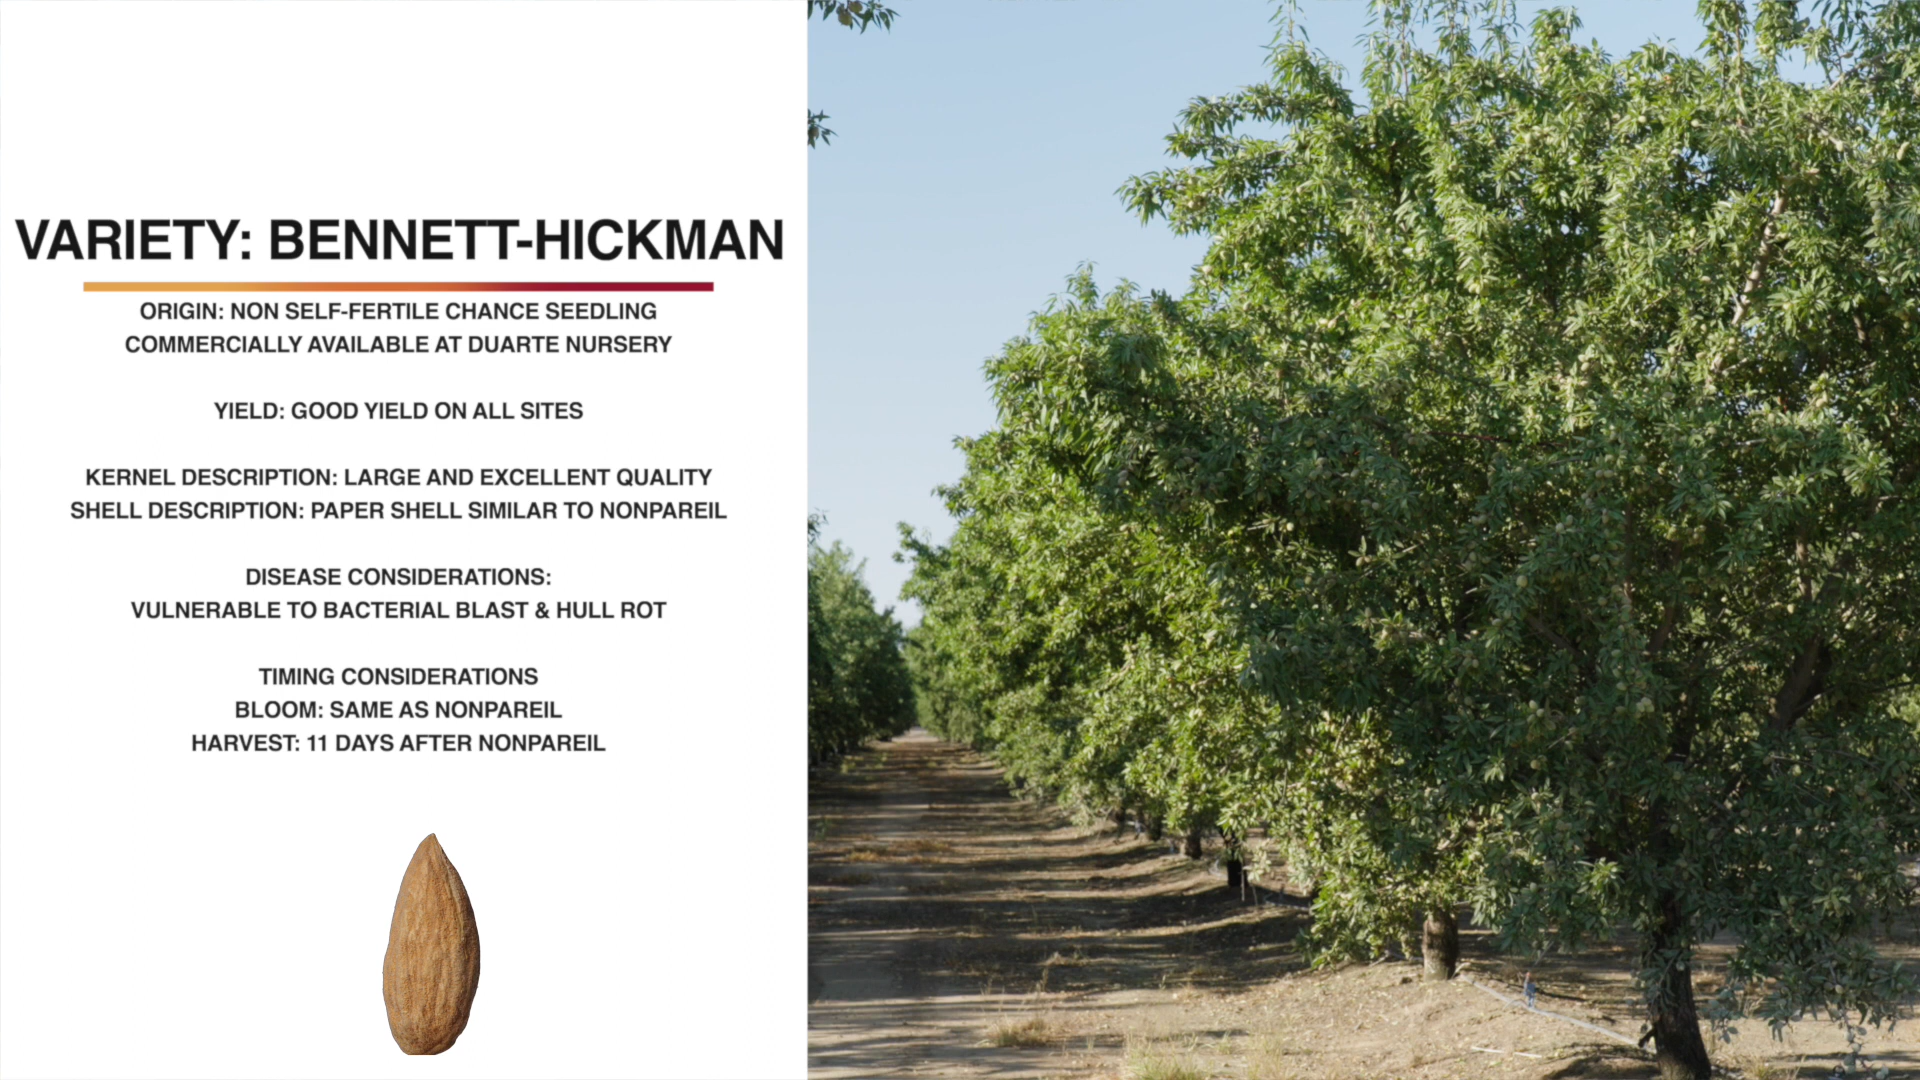 VARIETY: BENNETT-HICKMAN
ORIGIN: NON SELF-FERTILE CHANCE SEEDLING
COMMERCIALLY AVAILABLE AT DUARTE NURSERY
YIELD: GOOD YIELD ON ALL SITES
KERNEL DESCRIPTION: LARGE AND EXCELLENT QUALITY
SHELL DESCRIPTION: PAPER SHELL SIMILAR TO NONPAREIL
DISEASE CONSIDERATIONS:
VULNERABLE TO BACTERIAL BLAST & HULL ROT
TIMING CONSIDERATIONS
BLOOM: SAME AS NONPAREIL
HARVEST: 11 DAYS AFTER NONPAREIL